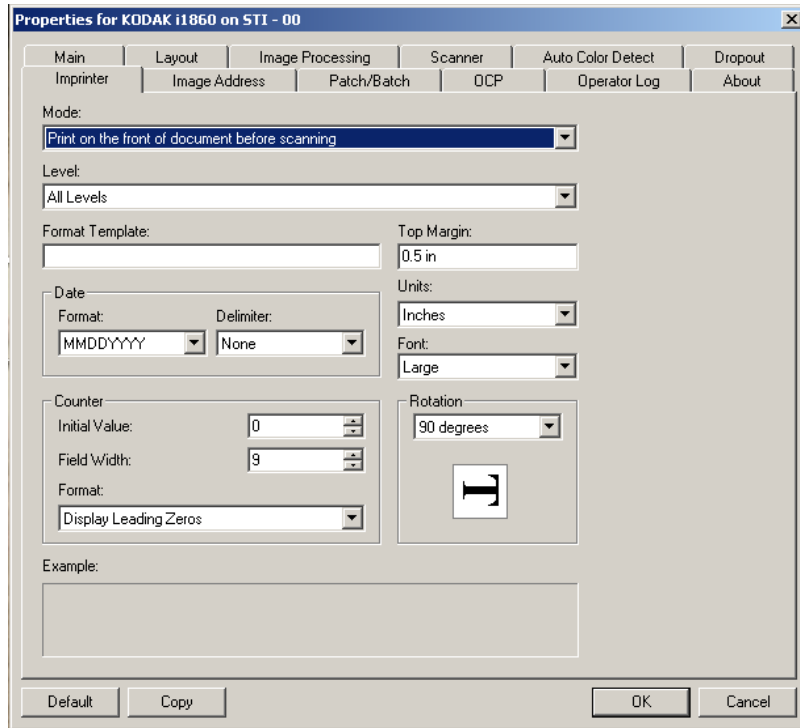 Properties for KODAK i1860 on STI - 00
Main Layout Image Processing Scanner Auto Color Detect Dropout
Imprinter Image Address Patch/Batch OCP Operator Log About
Mode:
Print on the front of document before scanning
Level:
All Levels
Format Template: Top Margin:
0.5 in
Date Units:
Format: Delimiter: Inches
MMDDYYYY None Font:
Large
Counter Rotation
Initial Value: 0 90 degrees
Field Width: 9
Format:
Display Leading Zeros
Example:
Default Copy OK Cancel